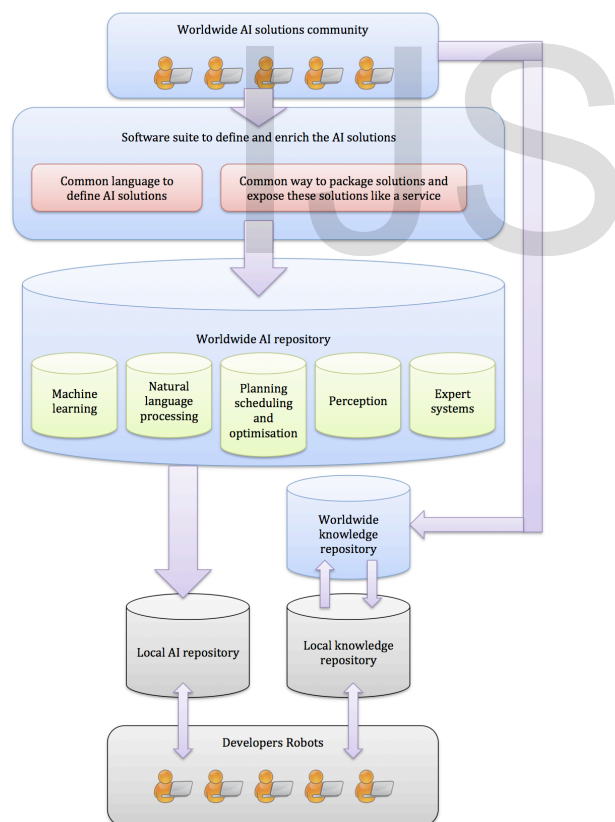 Worldwide AI solutions community
IJS
Software suite to define and enrich the AI solutions
Common language to
define AI solutions
Common way to package solutions and
expose these solutions like a service
Worldwide AI repository
Machine
learning
Natural
language
processing
Planning
scheduling
and
optimisation
Perception
Expert
systems
Worldwide
knowledge
repository
Local AI repository
Local knowledge
repository
Developers Robots